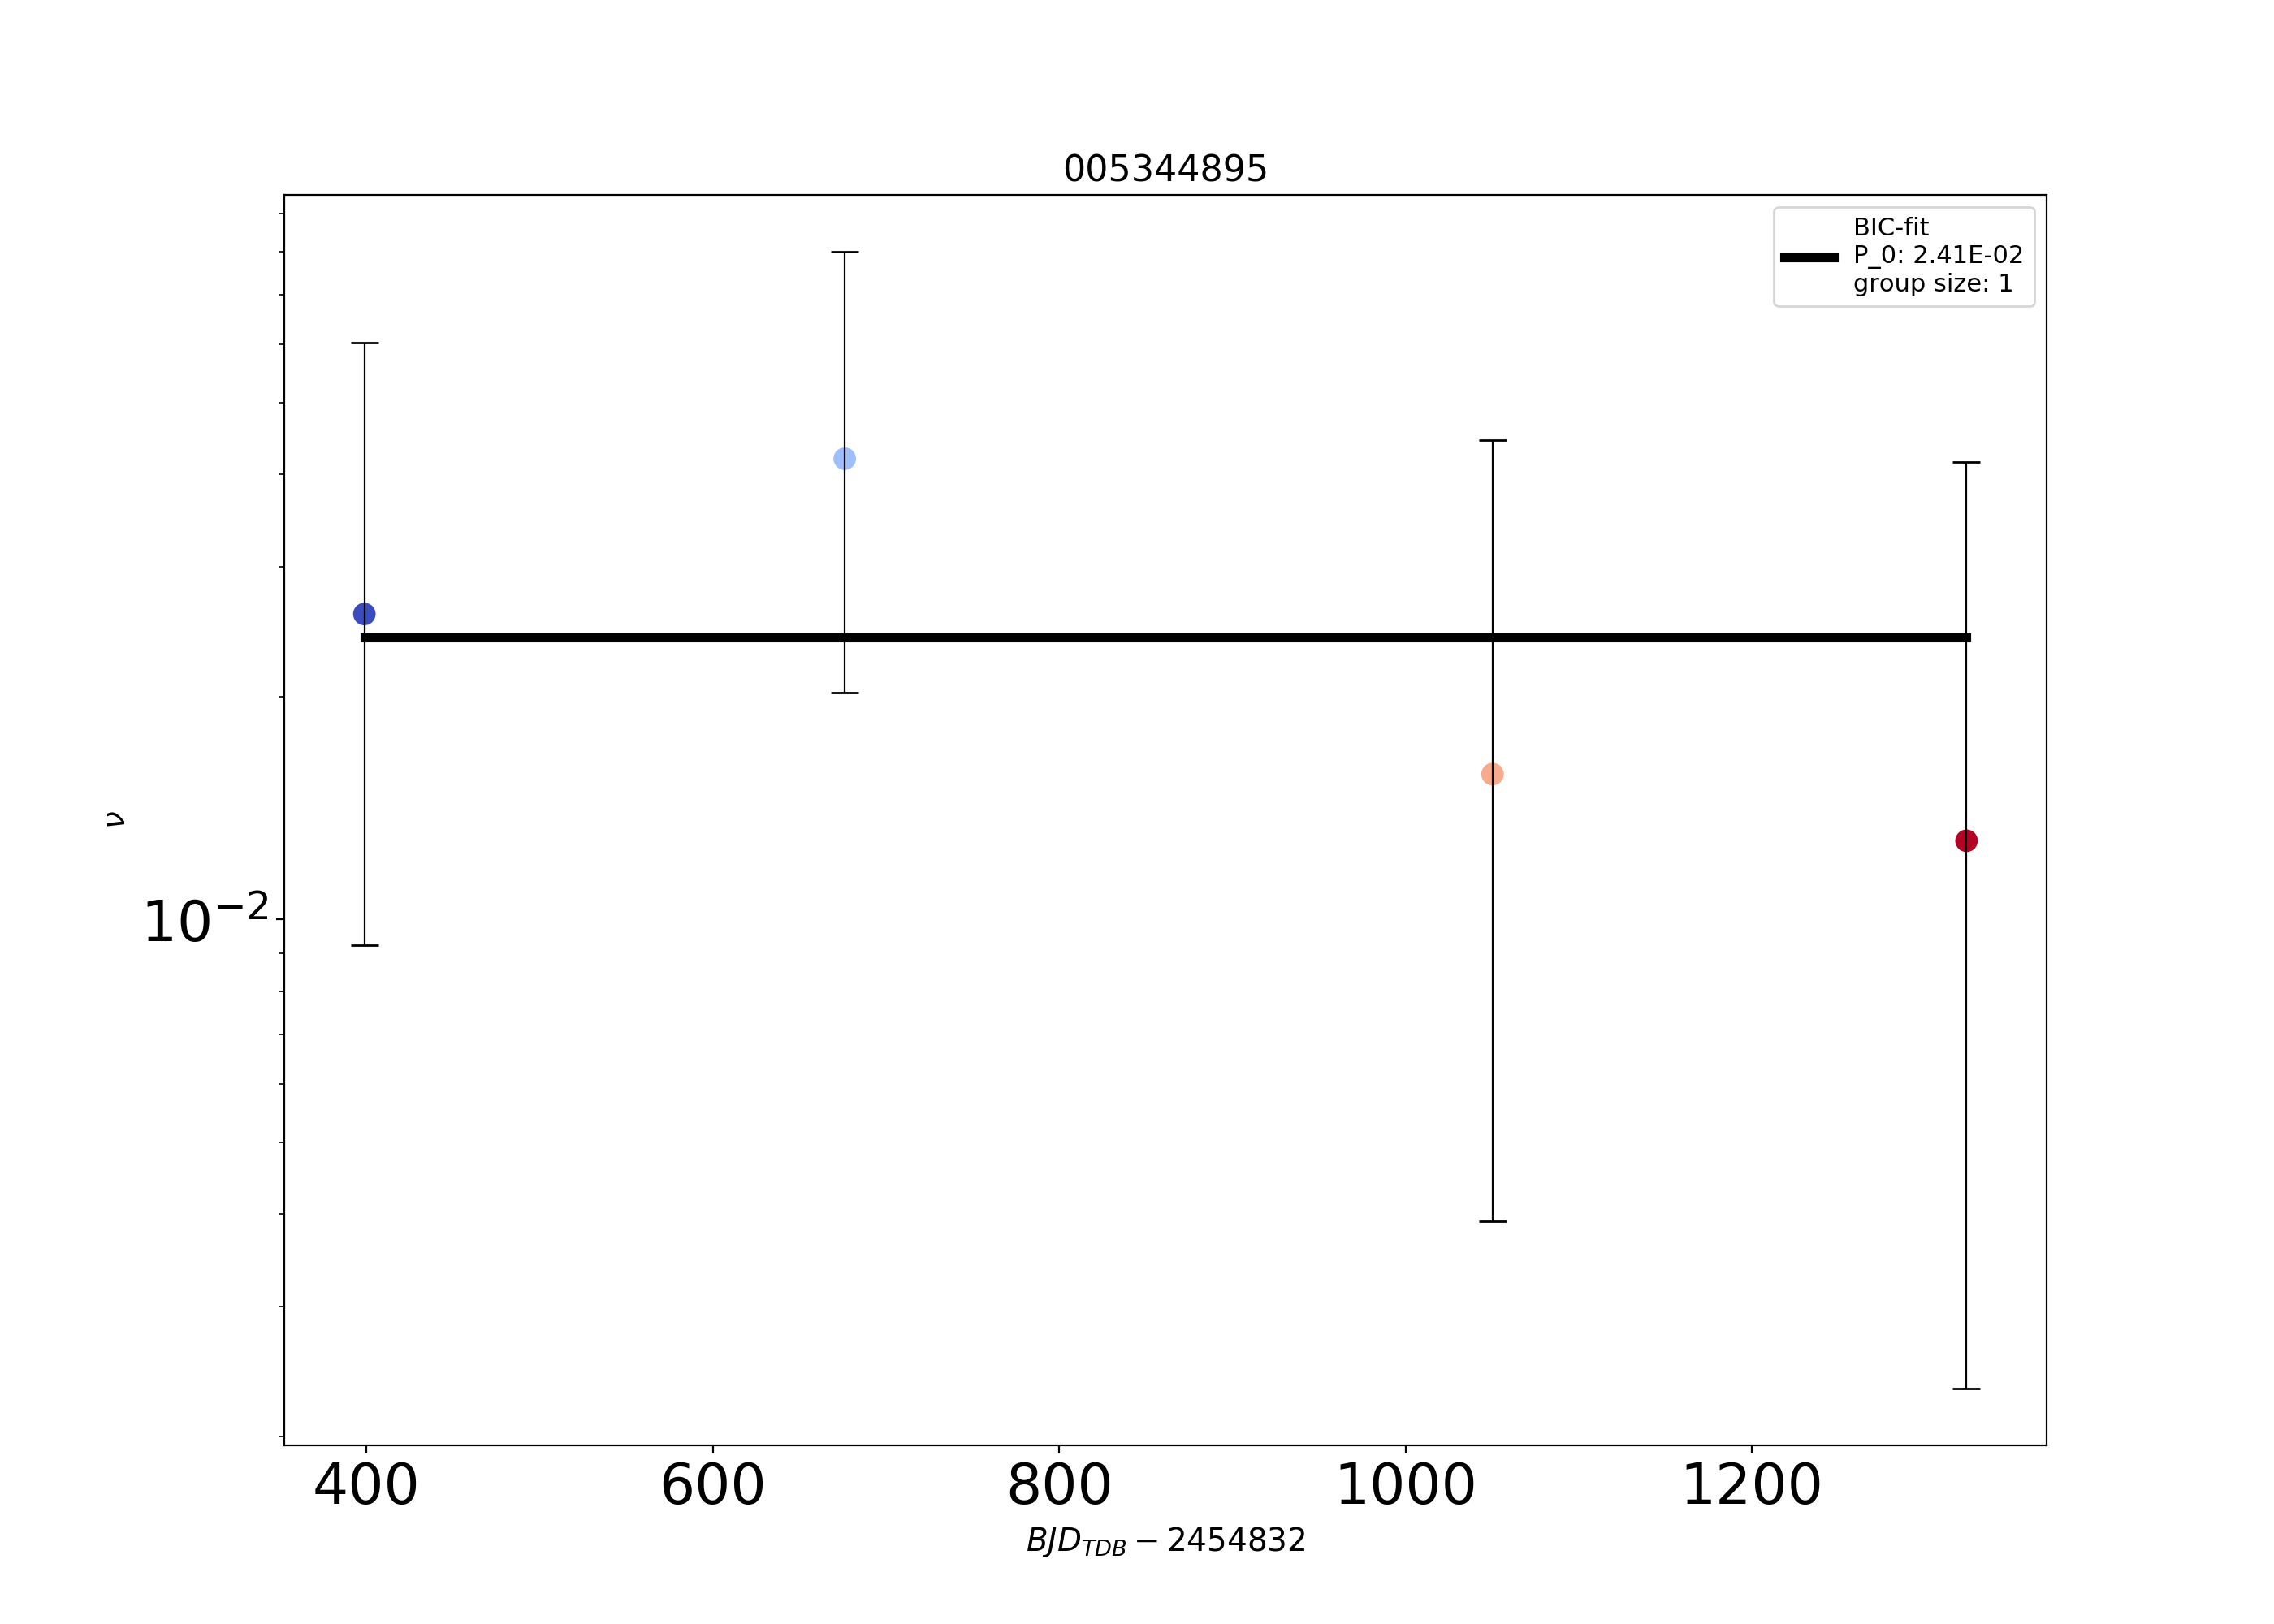 005344895
BIC-fit
P_0: 2.41E-02
group size: 1
ν
10⁻²
400 600 800 1000 1200
BJD_TDB − 2454832